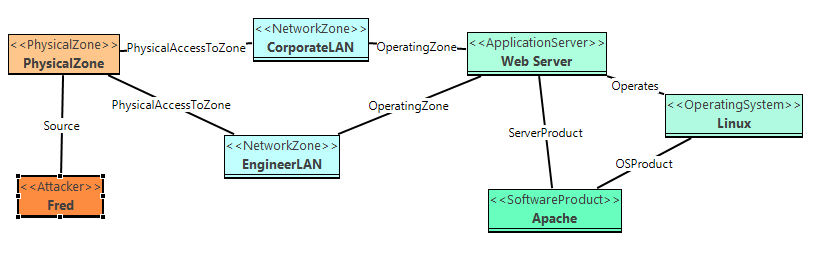 <<NetworkZone>>
CorporateLAN
<<PhysicalZone>>
PhysicalZone
PhysicalAccessToZone
OperatingZone
<<ApplicationServer>>
Web Server
Operates
PhysicalAccessToZone
OperatingZone
<<OperatingSystem>>
Linux
Source
ServerProduct
<<NetworkZone>>
EngineerLAN
OSProduct
<<Attacker>>
Fred
<<SoftwareProduct>>
Apache